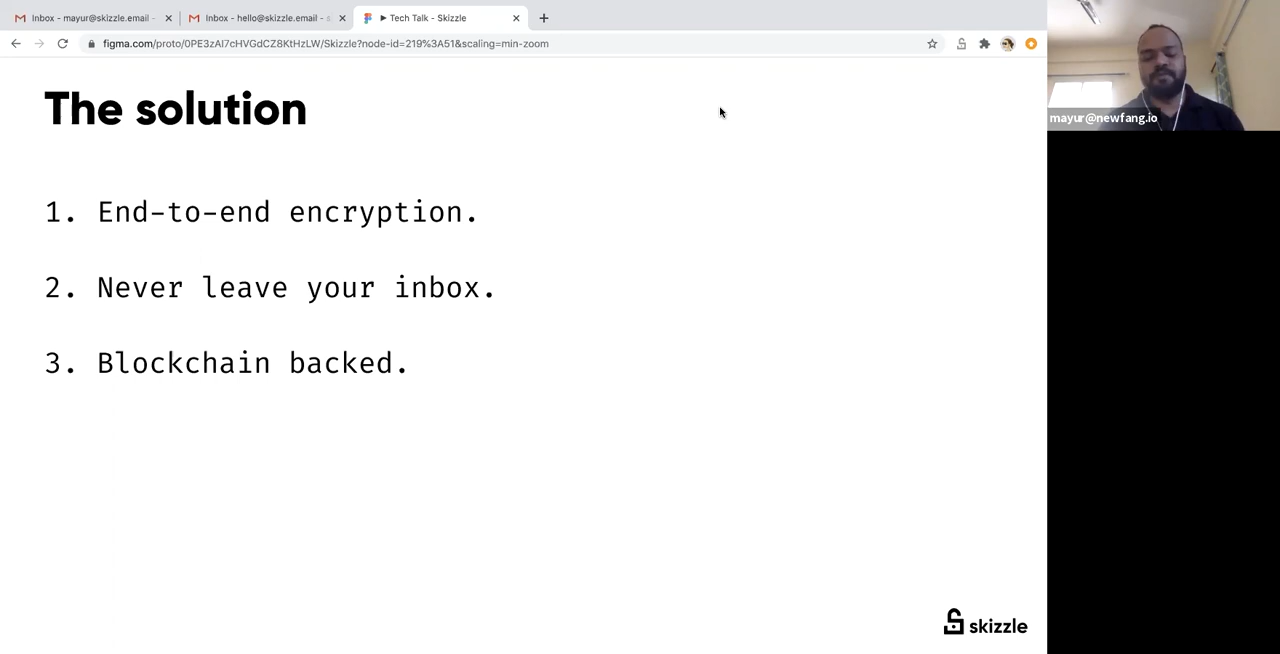 Inbox - mayur@skizzle.email -
Inbox - hello@skizzle.email -
▶ Tech Talk - Skizzle
figma.com/proto/0PE3zAI7cHVGdCZ8KtHzLW/Skizzle?node-id=219%3A51&scaling=min-zoom
mayur@newfang.io
The solution
1. End-to-end encryption.
2. Never leave your inbox.
3. Blockchain backed.
skizzle